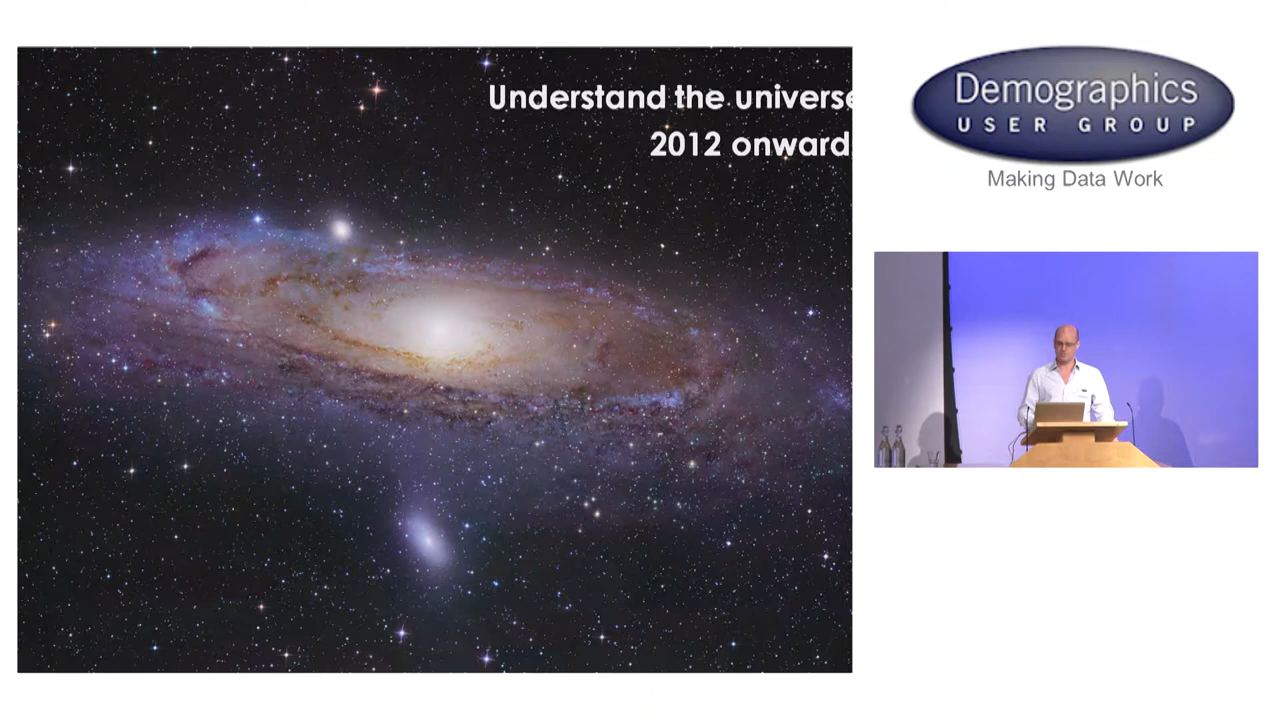 Understand the universe
2012 onward
Demographics
USER GROUP
Making Data Work